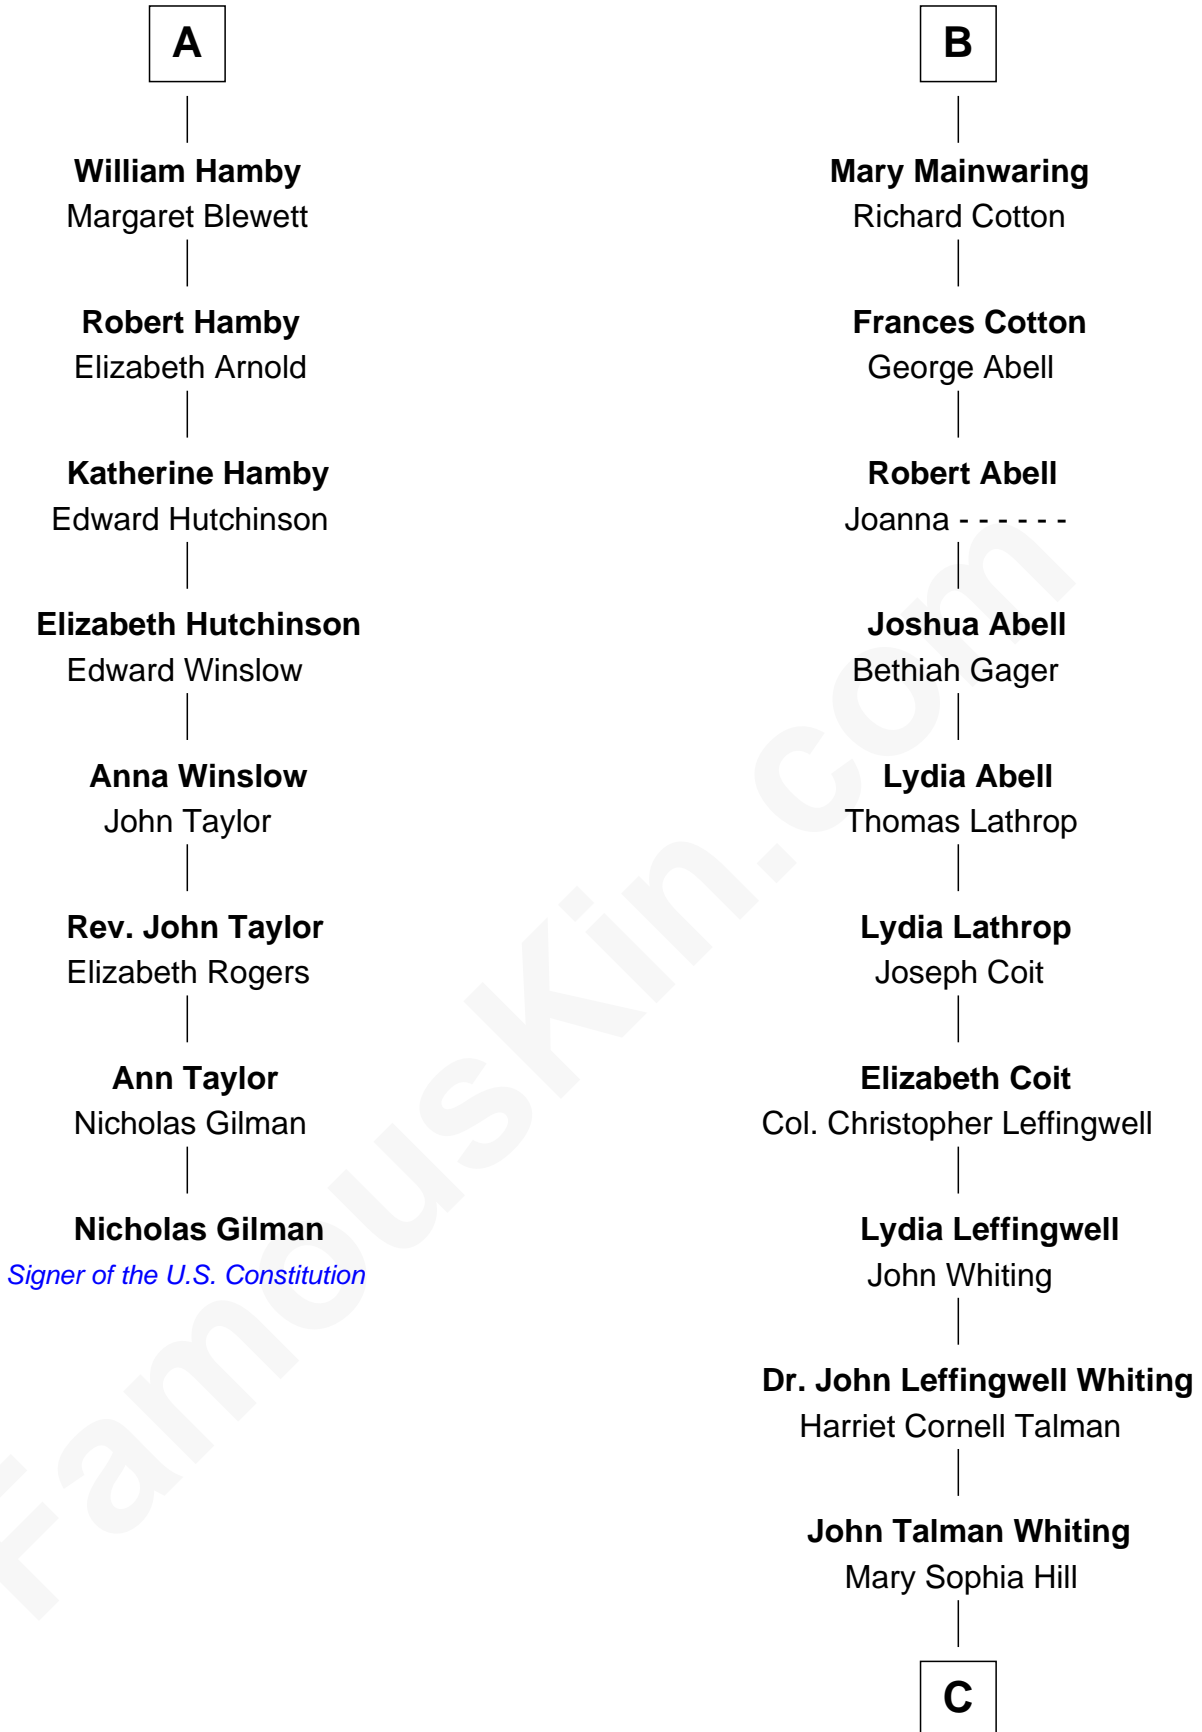 A
William Hamby
Margaret Blewett
Robert Hamby
Elizabeth Arnold
Katherine Hamby
Edward Hutchinson
Elizabeth Hutchinson
Edward Winslow
Anna Winslow
John Taylor
Rev. John Taylor
Elizabeth Rogers
Ann Taylor
Nicholas Gilman
Nicholas Gilman
Signer of the U.S. Constitution
B
Mary Mainwaring
Richard Cotton
Frances Cotton
George Abell
Robert Abell
Joanna - - - - - -
Joshua Abell
Bethiah Gager
Lydia Abell
Thomas Lathrop
Lydia Lathrop
Joseph Coit
Elizabeth Coit
Col. Christopher Leffingwell
Lydia Leffingwell
John Whiting
Dr. John Leffingwell Whiting
Harriet Cornell Talman
John Talman Whiting
Mary Sophia Hill
C
FamousKin.com